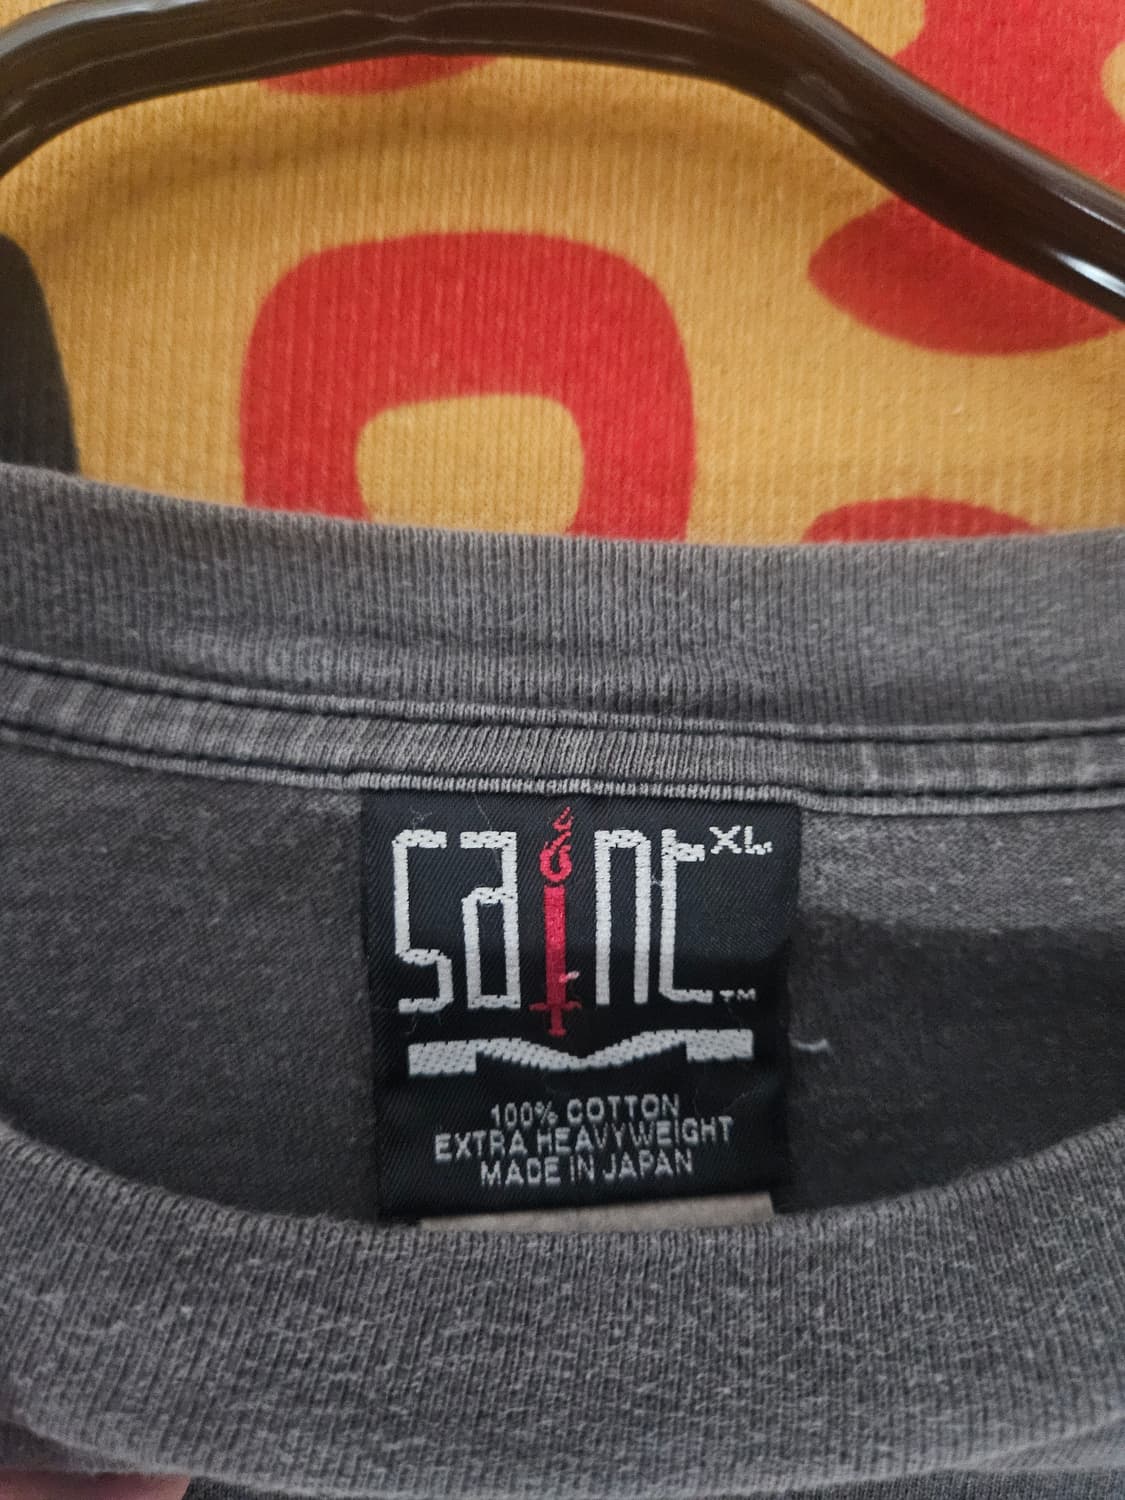 saint XL
TM
100% COTTON
EXTRA HEAVYWEIGHT
MADE IN JAPAN